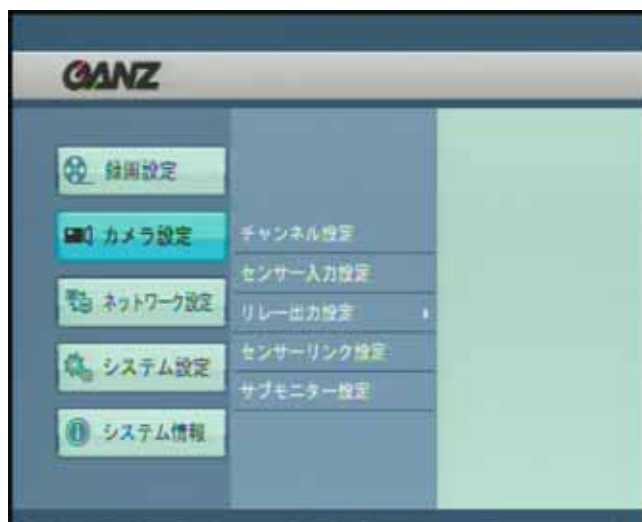 GANZ
録画設定
カメラ設定
ネットワーク設定
システム設定
システム情報
チャンネル設定
センサー入力設定
リレー出力設定
センサーリンク設定
サブモニター設定